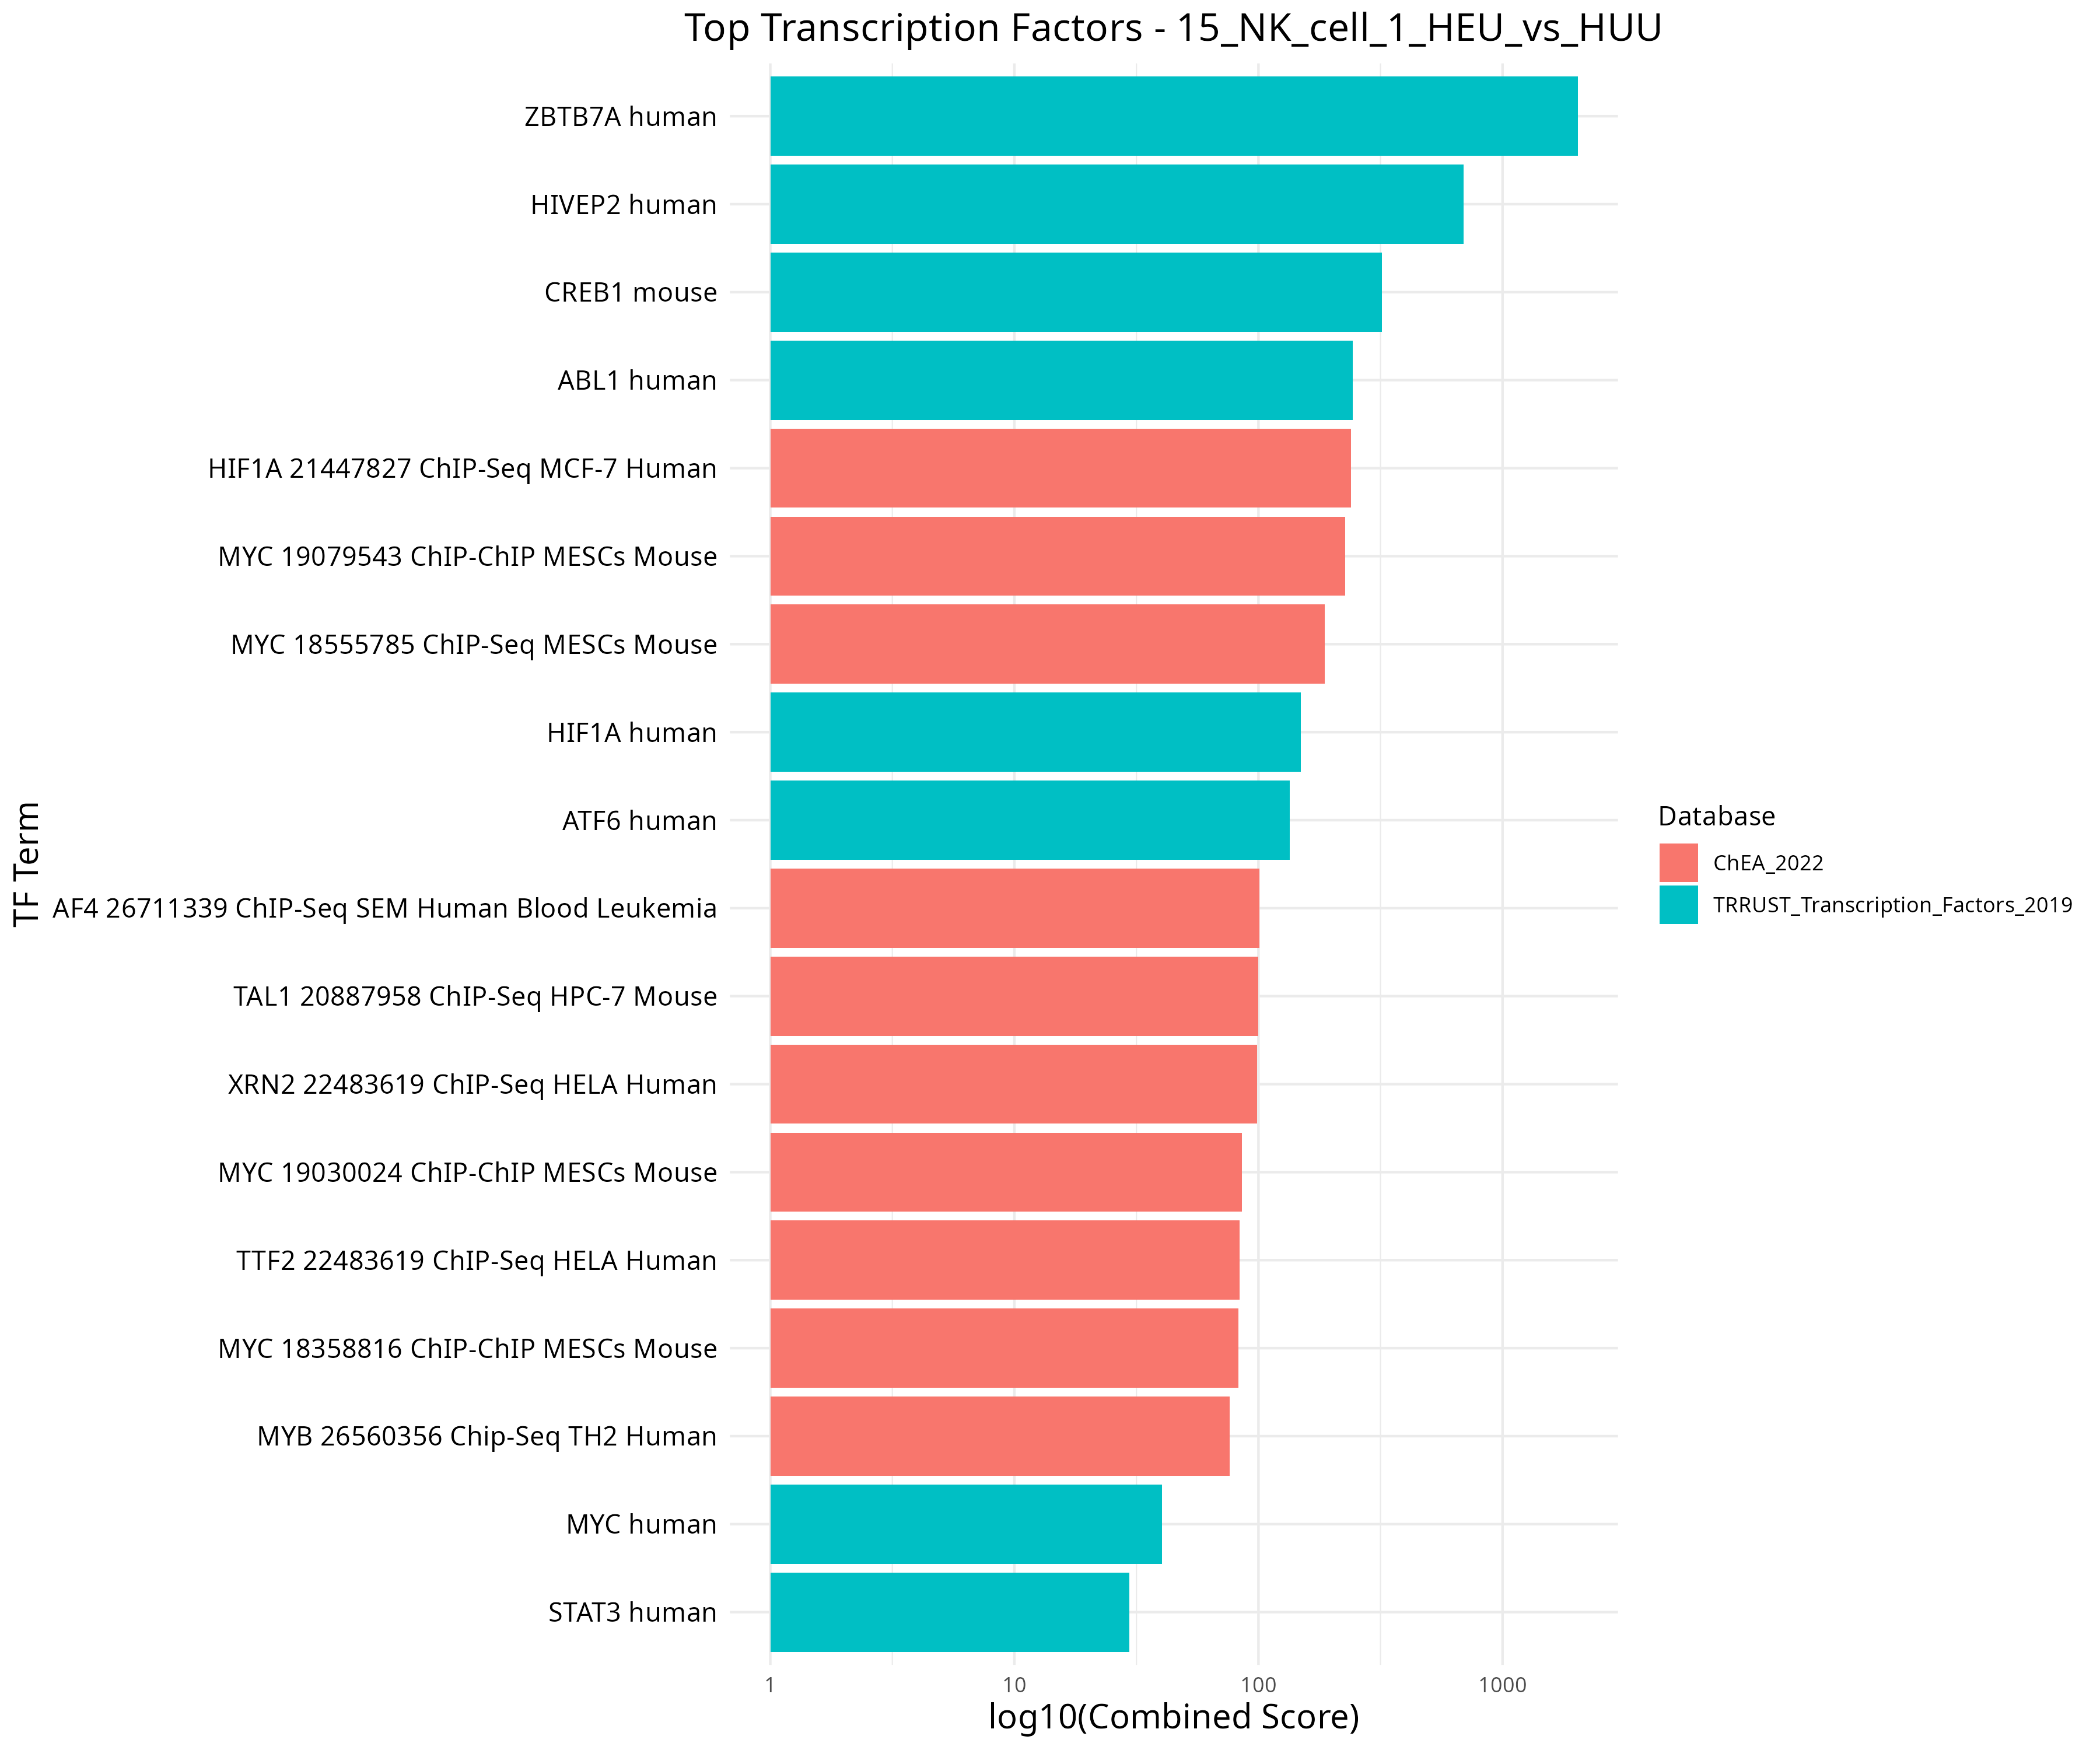 Top Transcription Factors - 15_NK_cell_1_HEU_vs_HUU
TF Term
ZBTB7A human
HIVEP2 human
CREB1 mouse
ABL1 human
HIF1A 21447827 ChIP-Seq MCF-7 Human
MYC 19079543 ChIP-ChIP MESCs Mouse
MYC 18555785 ChIP-Seq MESCs Mouse
HIF1A human
ATF6 human
AF4 26711339 ChIP-Seq SEM Human Blood Leukemia
TAL1 20887958 ChIP-Seq HPC-7 Mouse
XRN2 22483619 ChIP-Seq HELA Human
MYC 19030024 ChIP-ChIP MESCs Mouse
TTF2 22483619 ChIP-Seq HELA Human
MYC 18358816 ChIP-ChIP MESCs Mouse
MYB 26560356 Chip-Seq TH2 Human
MYC human
STAT3 human
1 10 100 1000
log10(Combined Score)
Database
ChEA_2022
TRRUST_Transcription_Factors_2019